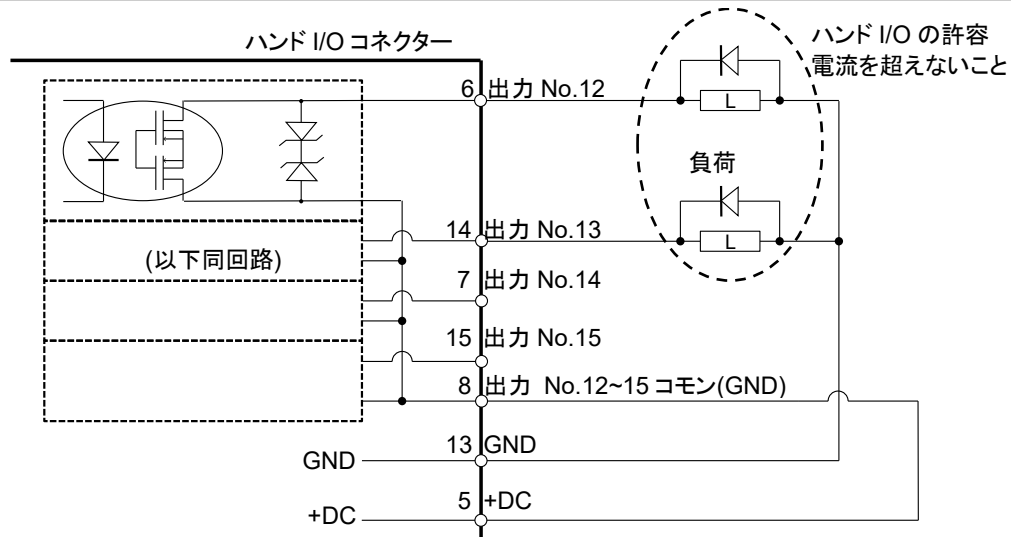 ハンド I/O コネクター
ハンド I/O の許容
電流を超えないこと
6 出力 No.12
L
負荷
14 出力 No.13
L
(以下同回路)
7 出力 No.14
15 出力 No.15
8 出力 No.12~15 コモン(GND)
GND 13 GND
+DC 5 +DC